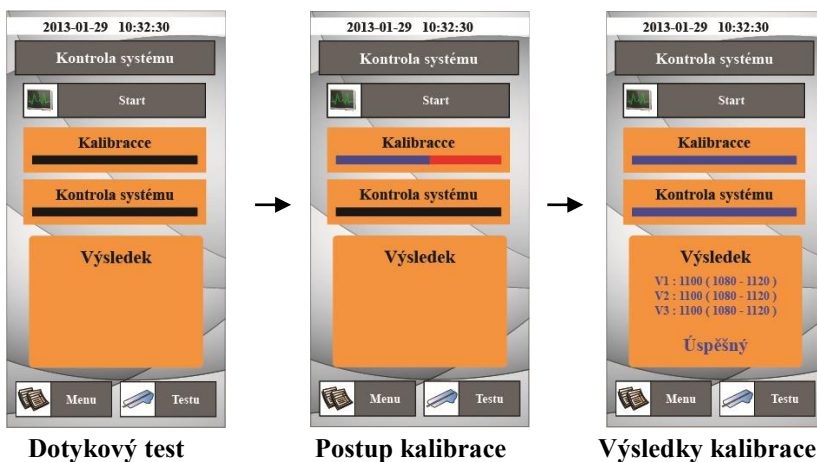 2013-01-29 10:32:30
Kontrola systému
Start
Kalibracce
Kontrola systému
Výsledek
Menu
Testu
Dotykový test
2013-01-29 10:32:30
Kontrola systému
Start
Kalibracce
Kontrola systému
Výsledek
Menu
Testu
Postup kalibrace
2013-01-29 10:32:30
Kontrola systému
Start
Kalibracce
Kontrola systému
Výsledek
V1 : 1100 ( 1080 - 1120 )
V2 : 1100 ( 1080 - 1120 )
V3 : 1100 ( 1080 - 1120 )
Úspěšný
Menu
Testu
Výsledky kalibrace